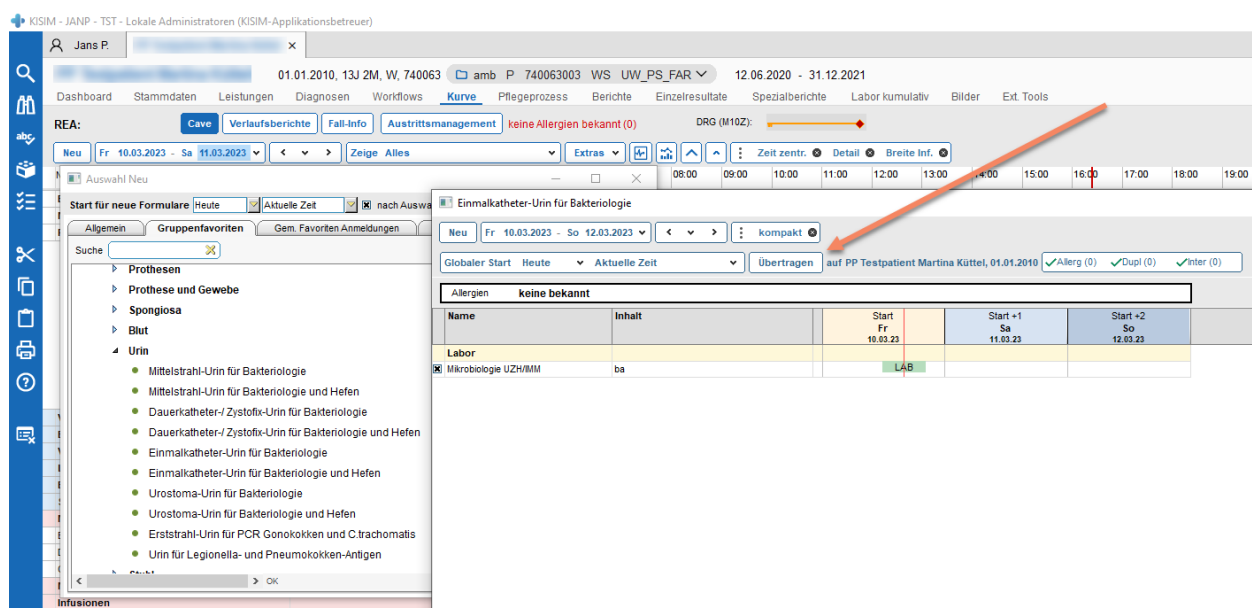 KISIM - JANP - TST - Lokale Administratoren (KISIM-Applikationsbetreuer)
Jans P.
01.01.2010, 13J 2M, W, 740063 amb P 740063003 WS UW_PS_FAR 12.06.2020 - 31.12.2021
Dashboard Stammdaten Leistungen Diagnosen Workflows Kurve Pflegeprozess Berichte Einzelresultate Spezialberichte Labor kumulativ Bilder Ext. Tools
REA: Cave Verlaufsberichte Fall-Info Austrittsmanagement keine Allergien bekannt (0) DRG (M10Z):
Neu Fr 10.03.2023 - Sa 11.03.2023 Zeige Alles Extras Zeit zentr. Detail Breite Inf.
08:00 09:00 10:00 11:00 12:00 13:00 14:00 15:00 16:00 17:00 18:00 19:00
Auswahl Neu
Start für neue Formulare Heute Aktuelle Zeit nach Auswa
Allgemein Gruppenfavoriten Gem. Favoriten Anmeldungen
Suche
Prothesen
Prothese und Gewebe
Spongiosa
Blut
Urin
Mittelstrahl-Urin für Bakteriologie
Mittelstrahl-Urin für Bakteriologie und Hefen
Dauerkatheter-/ Zystofix-Urin für Bakteriologie
Dauerkatheter-/ Zystofix-Urin für Bakteriologie und Hefen
Einmalkatheter-Urin für Bakteriologie
Einmalkatheter-Urin für Bakteriologie und Hefen
Urostoma-Urin für Bakteriologie
Urostoma-Urin für Bakteriologie und Hefen
Erststrahl-Urin für PCR Gonokokken und C.trachomatis
Urin für Legionella- und Pneumokokken-Antigen
OK
Infusionen
Einmalkatheter-Urin für Bakteriologie
Neu Fr 10.03.2023 - So 12.03.2023 kompakt
Globaler Start Heute Aktuelle Zeit Übertragen auf PP Testpatient Martina Küttel, 01.01.2010 Allerg (0) Dupl (0) Inter (0)
Allergien keine bekannt
Name Inhalt Start Start +1 Start +2
Fr Sa So
10.03.23 11.03.23 12.03.23
Labor
Mikrobiologie UZH/IMM ba LAB